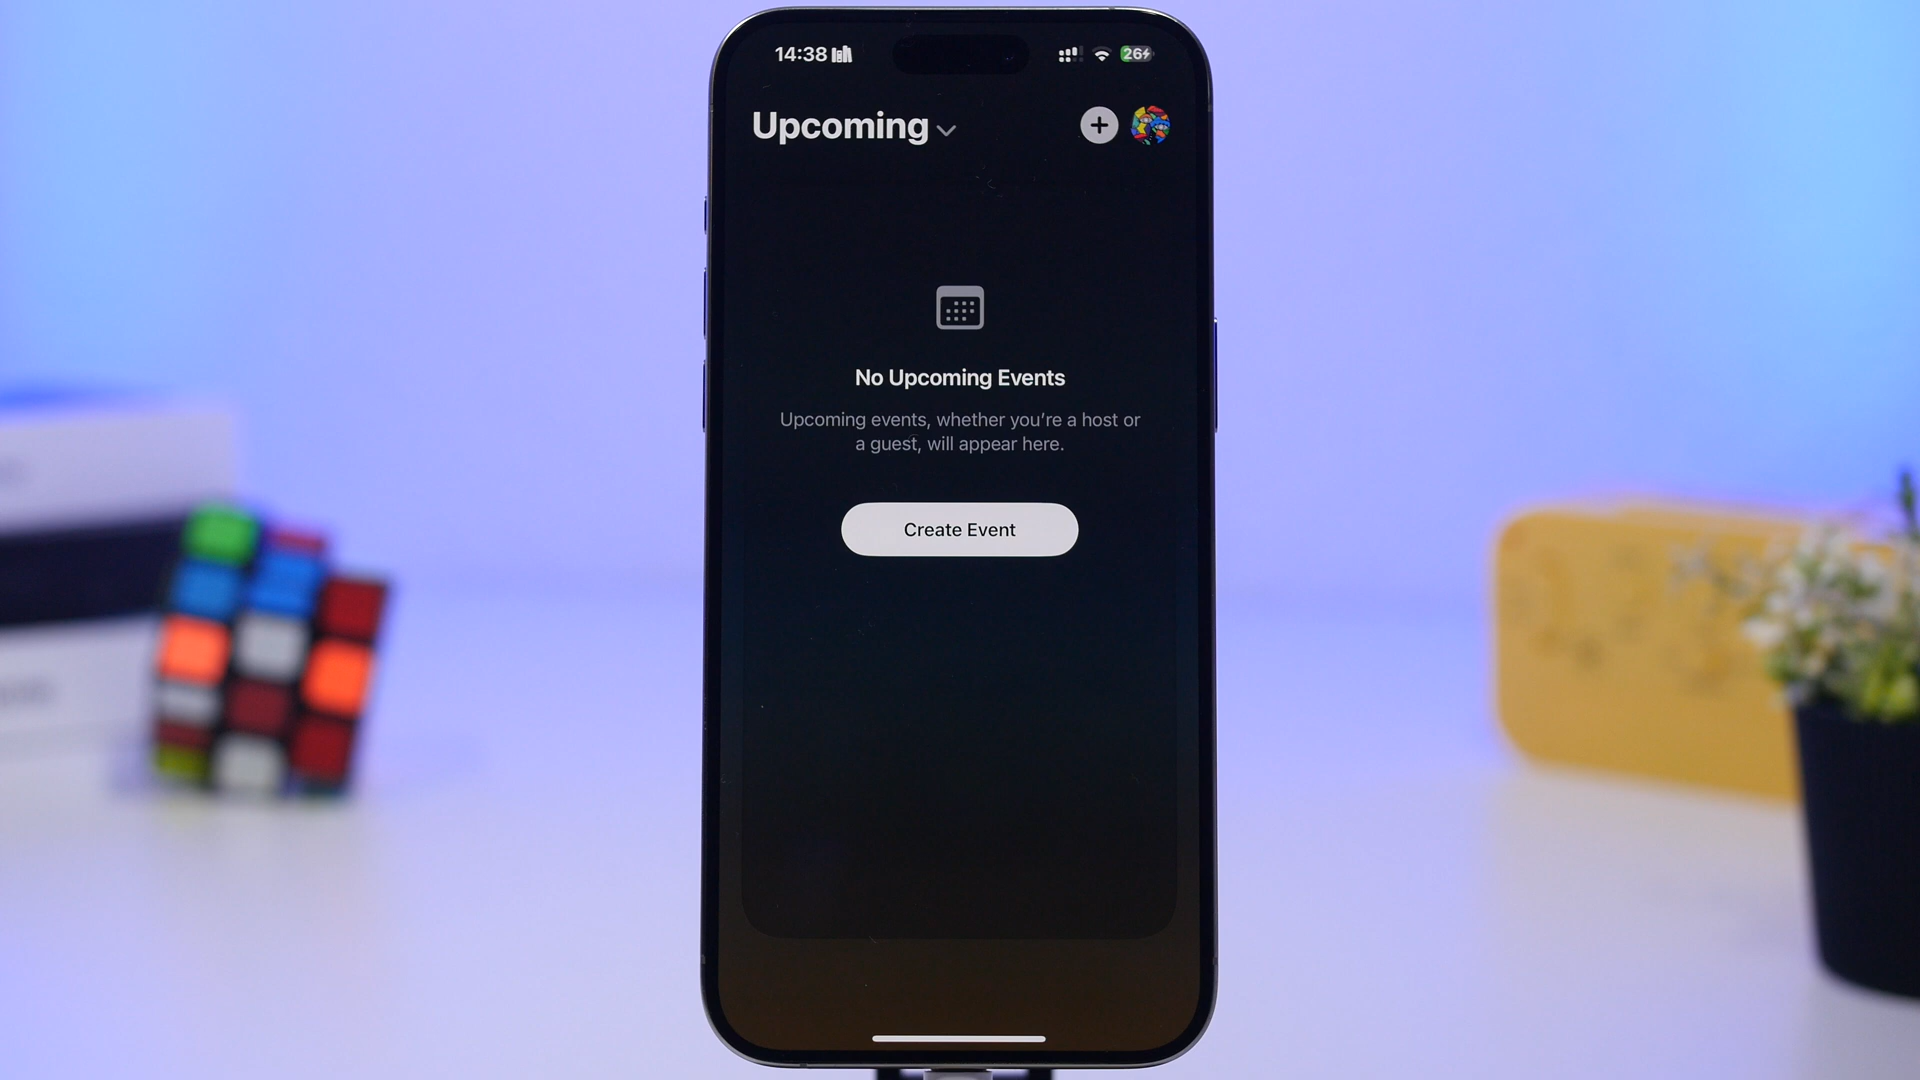 14:38
26
Upcoming
No Upcoming Events
Upcoming events, whether you're a host or
a guest, will appear here.
Create Event